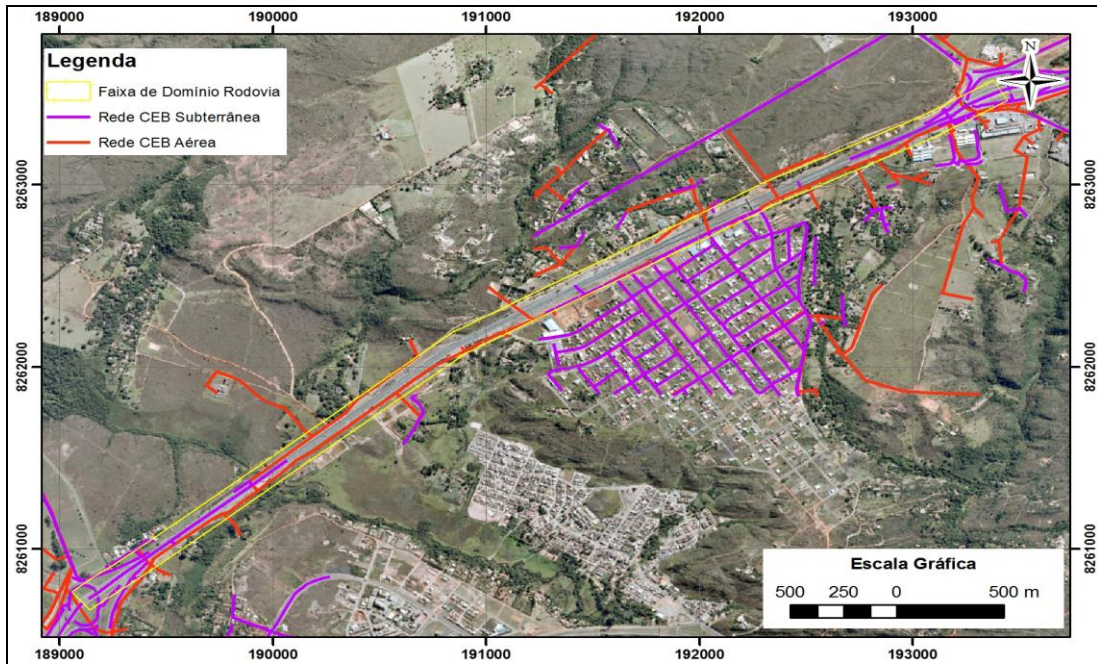 189000 190000 191000 192000 193000
N
Legenda
Faixa de Domínio Rodovia
Rede CEB Subterrânea
Rede CEB Aérea
8263000 8263000
8262000 8262000
8261000 8261000
Escala Gráfica
500 250 0 500 m
189000 190000 191000 192000 193000